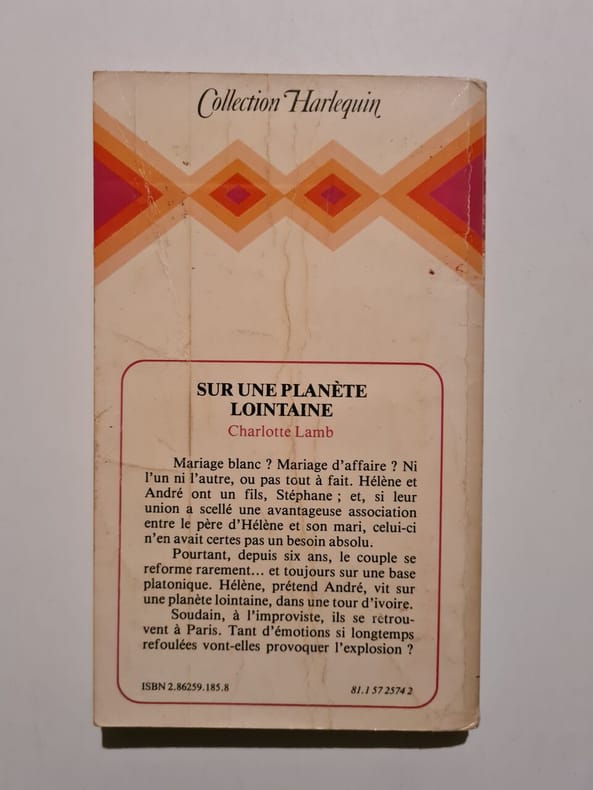 Collection Harlequin
SUR UNE PLANÈTE
LOINTAINE
Charlotte Lamb
Mariage blanc ? Mariage d'affaire ? Ni
l'un ni l'autre, ou pas tout à fait. Hélène et
André ont un fils, Stéphane ; et, si leur
union a scellé une avantageuse association
entre le père d'Hélène et son mari, celui-ci
n'en avait certes pas un besoin absolu.
Pourtant, depuis six ans, le couple se
reforme rarement... et toujours sur une base
platonique. Hélène, prétend André, vit sur
une planète lointaine, dans une tour d'ivoire.
Soudain, à l'improviste, ils se retrou-
vent à Paris. Tant d'émotions si longtemps
refoulées vont-elles provoquer l'explosion ?
ISBN 2.86259.185.8 81.1 57 2574 2